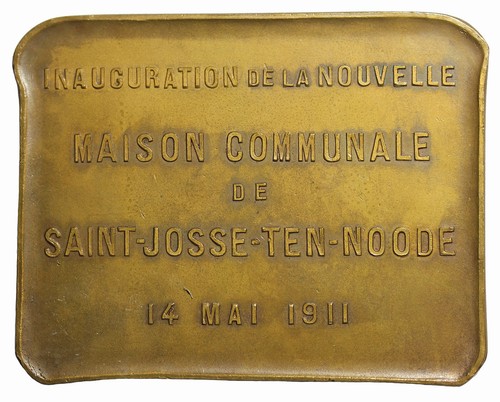 INAUGURATION DE LA NOUVELLE
MAISON COMMUNALE
DE
SAINT-JOSSE-TEN-NOODE
14 MAI 1911